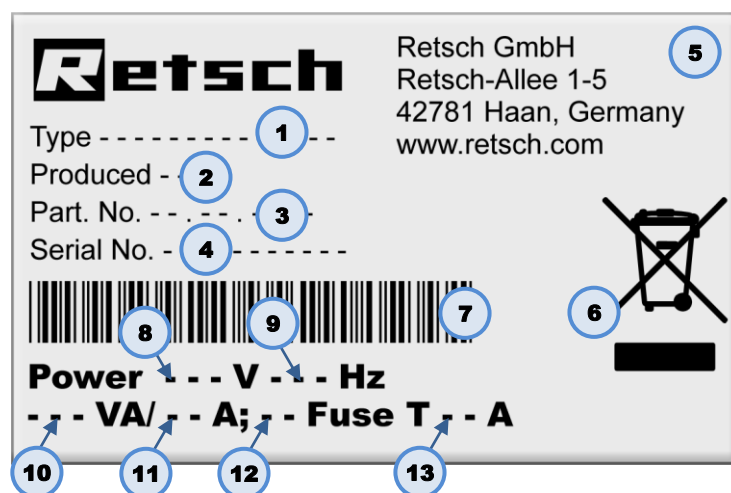 Retsch
Retsch GmbH
Retsch-Allee 1-5
42781 Haan, Germany
www.retsch.com
5
Type - - - - - - - - - - 1 - -
Produced - - 2
Part. No. - - . - - . - 3 -
Serial No. - 4 - - - - - - -
6
7
8
9
Power - - - V - - - Hz
- - - VA/ - - A; - - Fuse T - - A
10
11
12
13